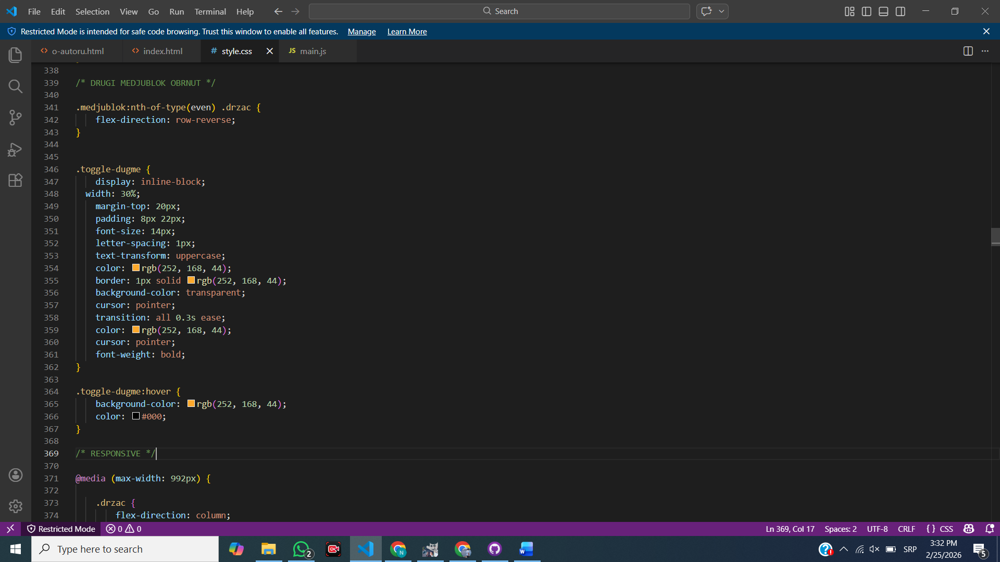 File Edit Selection View Go Run Terminal Help Search
Restricted Mode is intended for safe code browsing. Trust this window to enable all features. Manage Learn More
o-autoru.html index.html # style.css JS main.js
338
339 /* DRUGI MEDJUBLOK OBRNUT */
340
341 .medjublok:nth-of-type(even) .drzac {
342 flex-direction: row-reverse;
343 }
344
345
346 .toggle-dugme {
347 display: inline-block;
348 width: 30%;
349 margin-top: 20px;
350 padding: 8px 22px;
351 font-size: 14px;
352 letter-spacing: 1px;
353 text-transform: uppercase;
354 color: rgb(252, 168, 44);
355 border: 1px solid rgb(252, 168, 44);
356 background-color: transparent;
357 cursor: pointer;
358 transition: all 0.3s ease;
359 color: rgb(252, 168, 44);
360 cursor: pointer;
361 font-weight: bold;
362 }
363
364 .toggle-dugme:hover {
365 background-color: rgb(252, 168, 44);
366 color: #000;
367 }
368
369 /* RESPONSIVE */
370
371 @media (max-width: 992px) {
372
373 .drzac {
374 flex-direction: column;
Restricted Mode 0 0 Ln 369, Col 17 Spaces: 2 UTF-8 CRLF { } CSS
Type here to search 2 N SRP 3:32 PM
2/25/2026 5